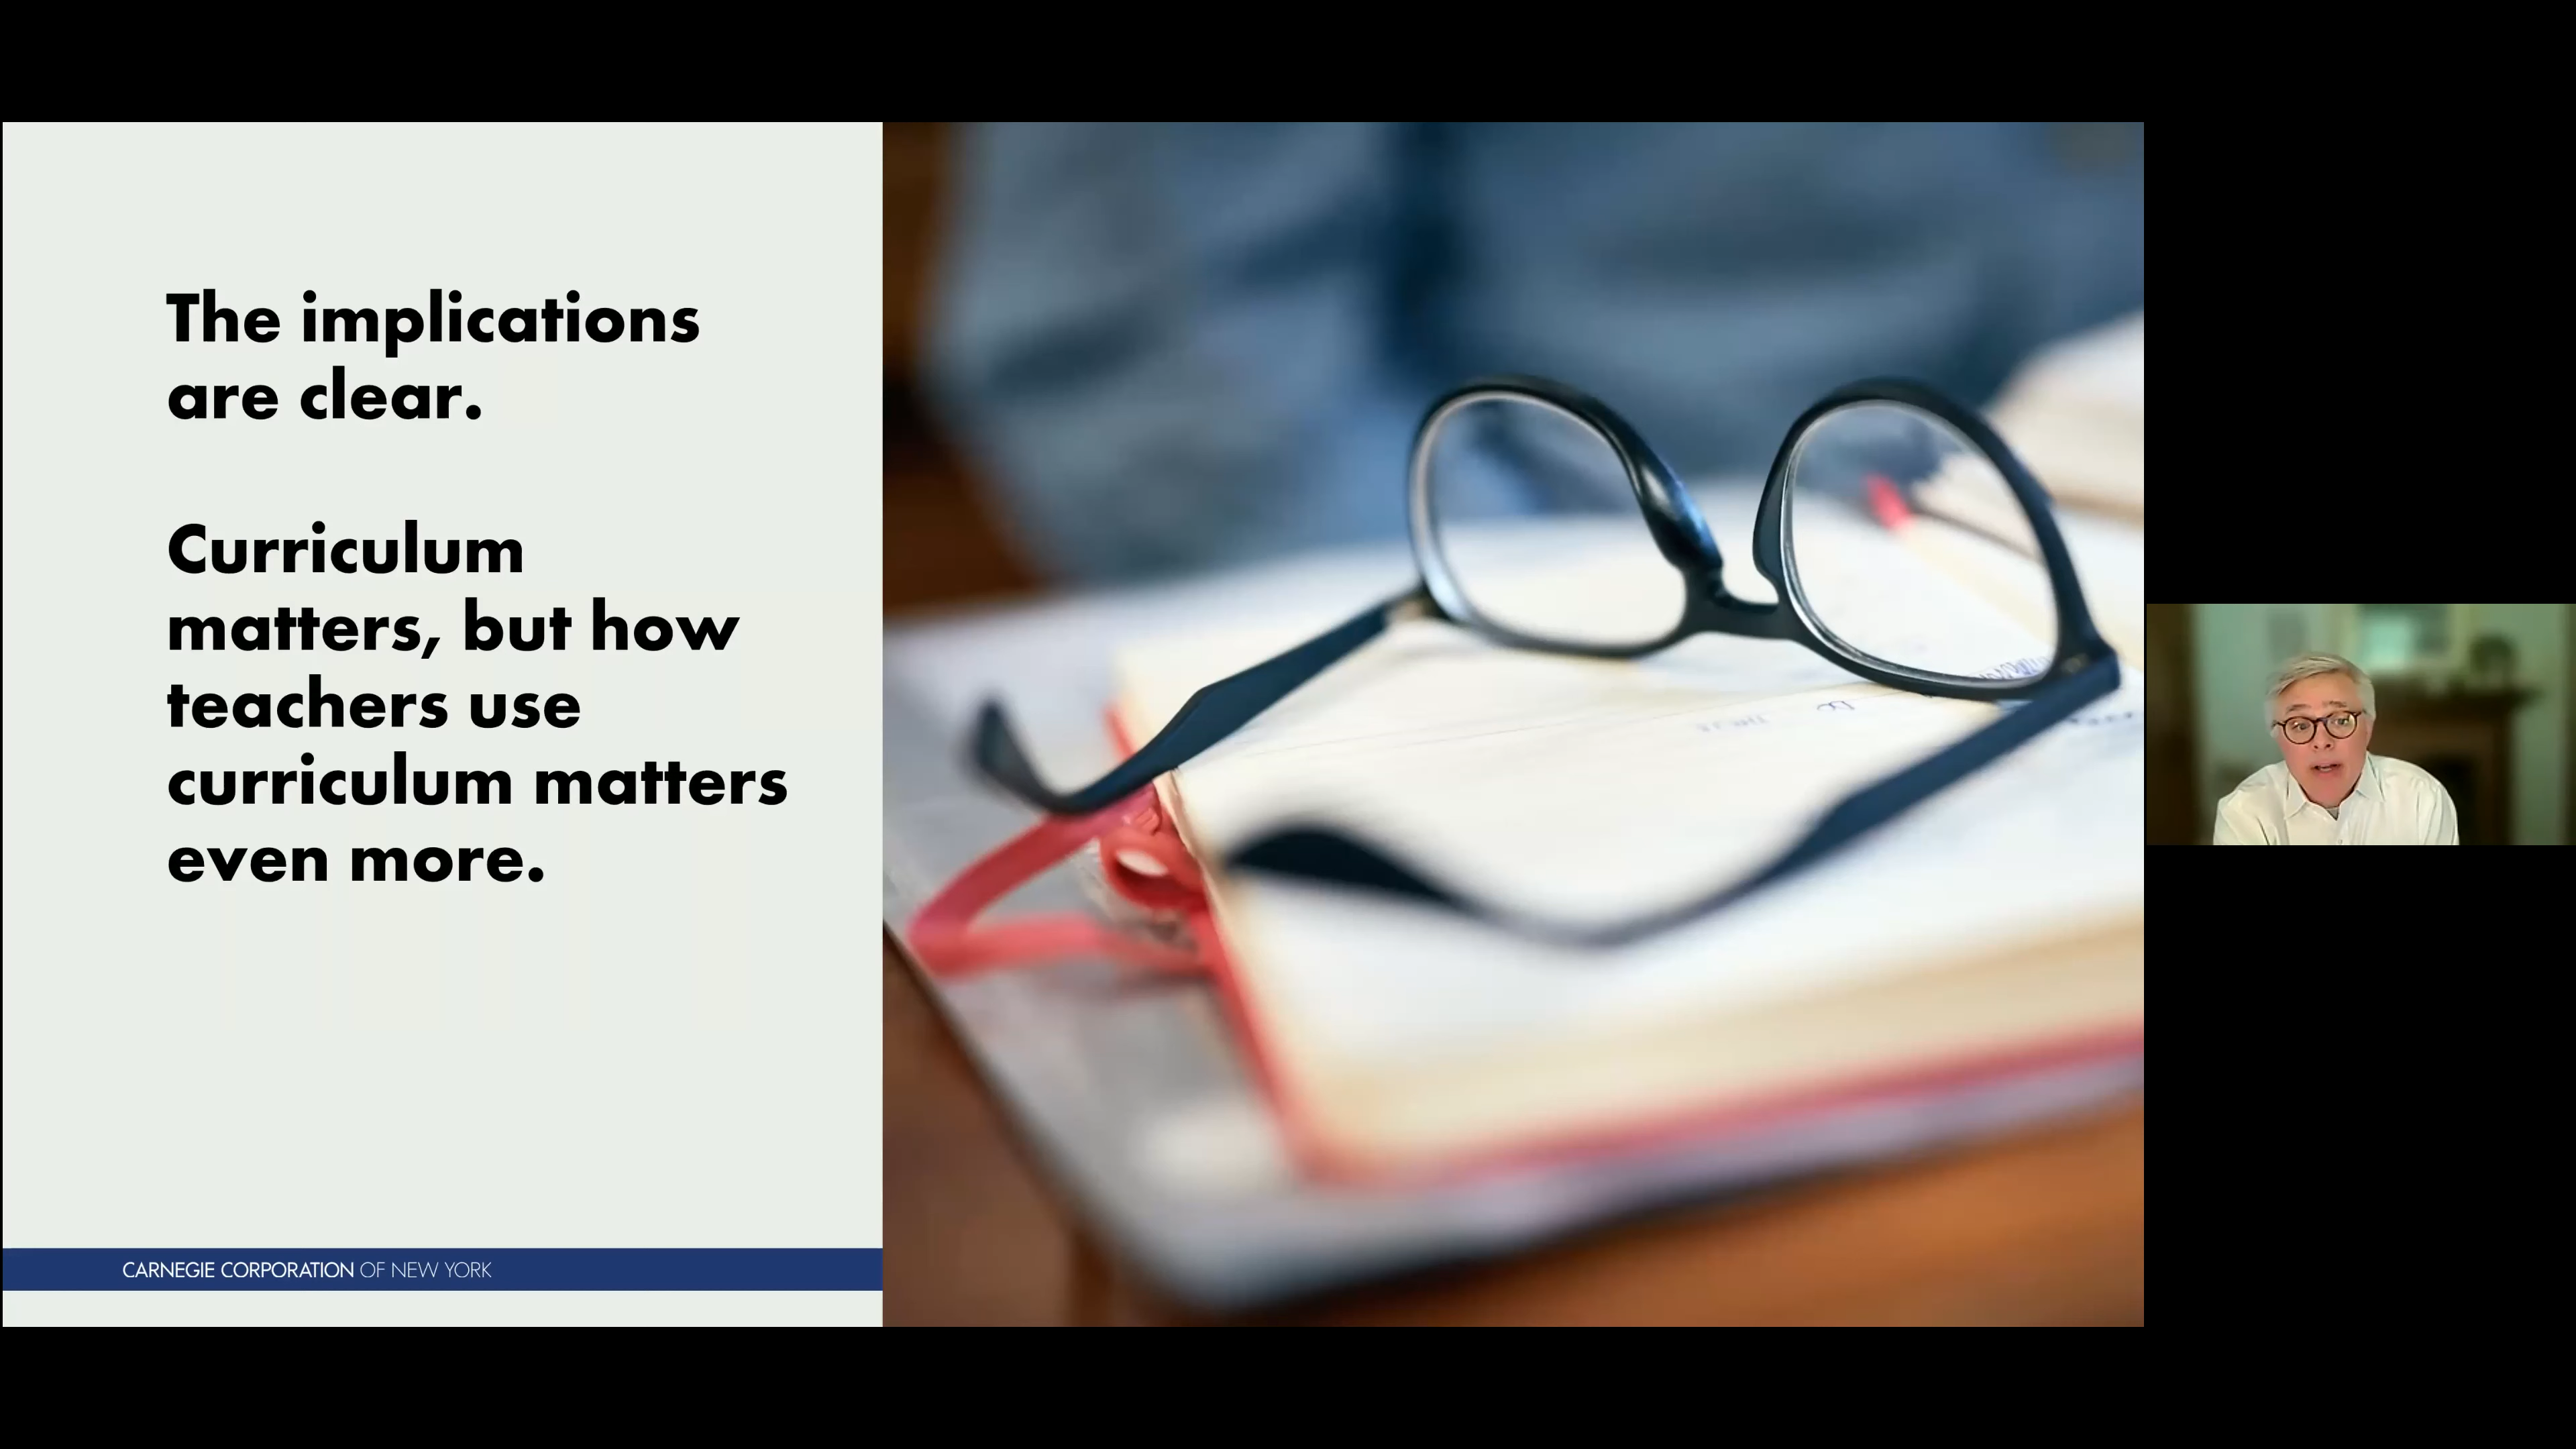 The implications
are clear.
Curriculum
matters, but how
teachers use
curriculum matters
even more.
CARNEGIE CORPORATION OF NEW YORK